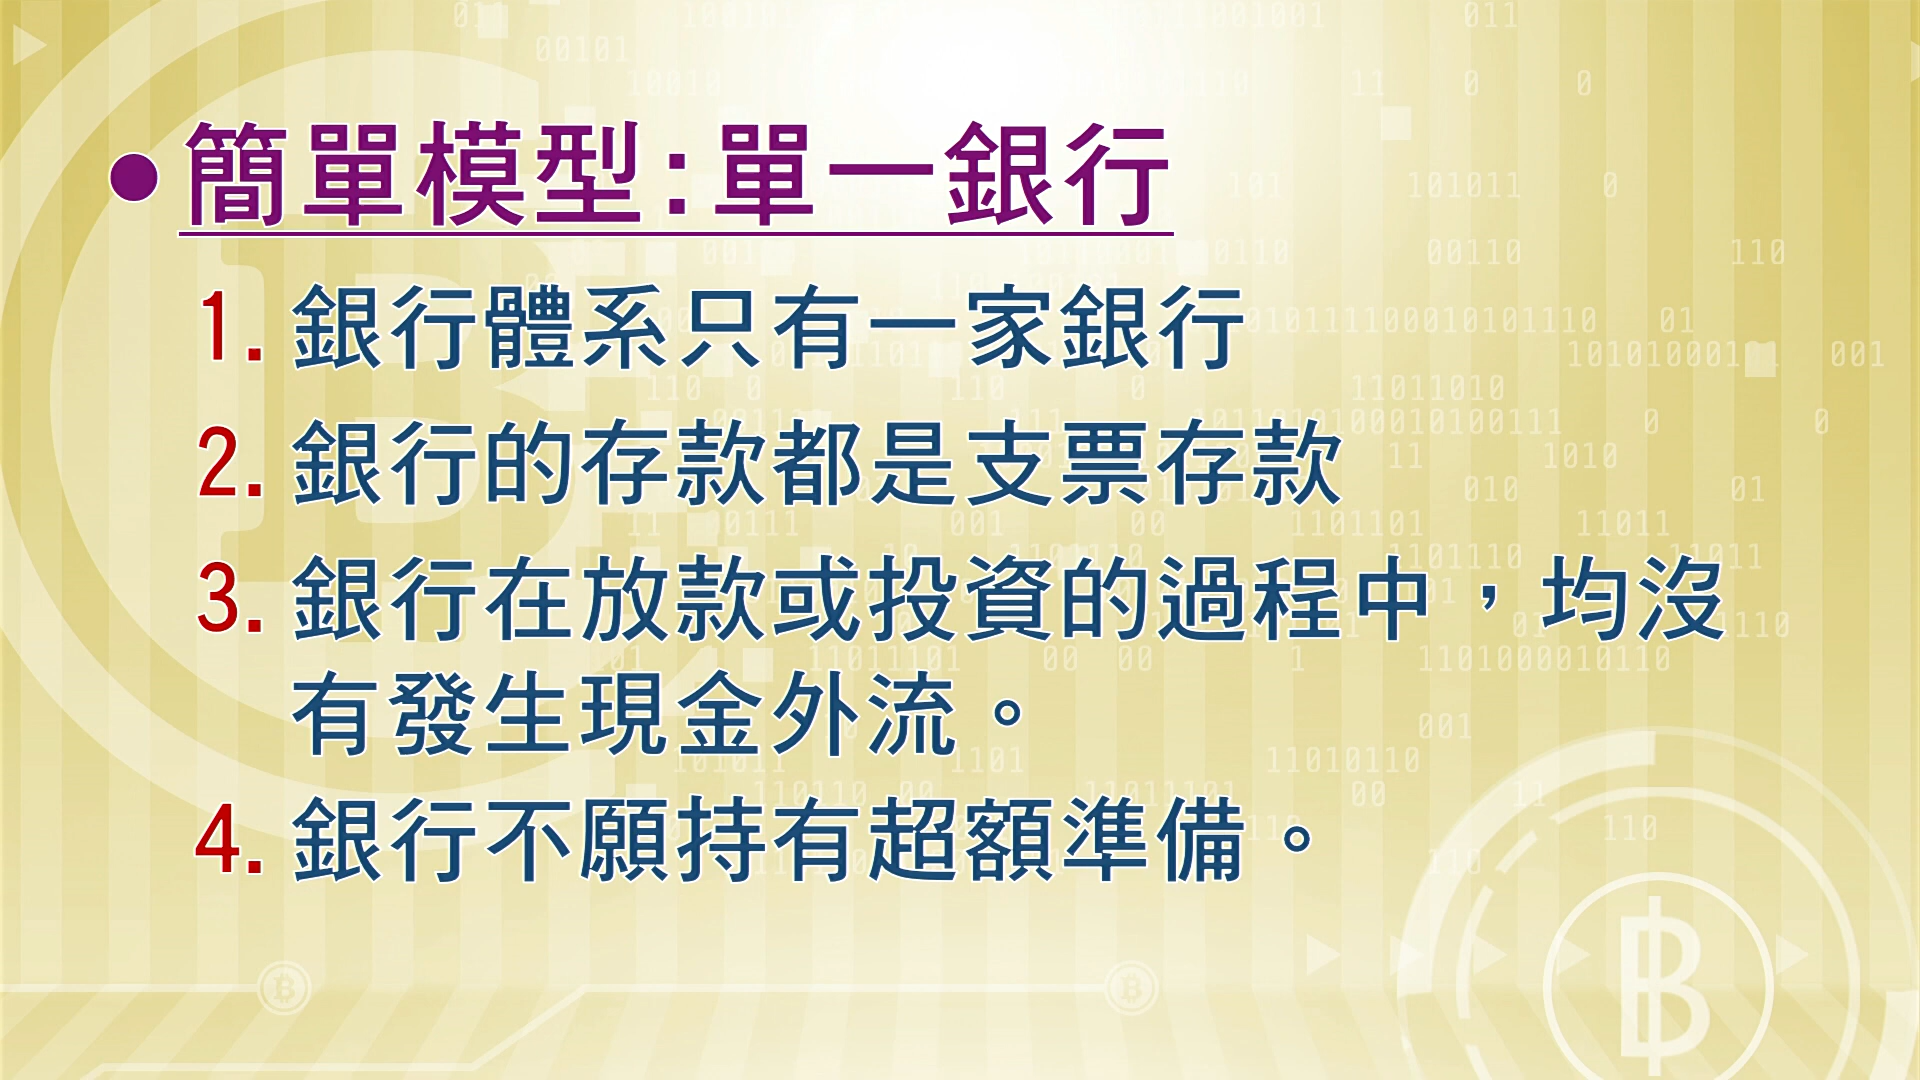 •簡單模型:單一銀行
1. 銀行體系只有一家銀行
2. 銀行的存款都是支票存款
3. 銀行在放款或投資的過程中，均沒
有發生現金外流。
4. 銀行不願持有超額準備。